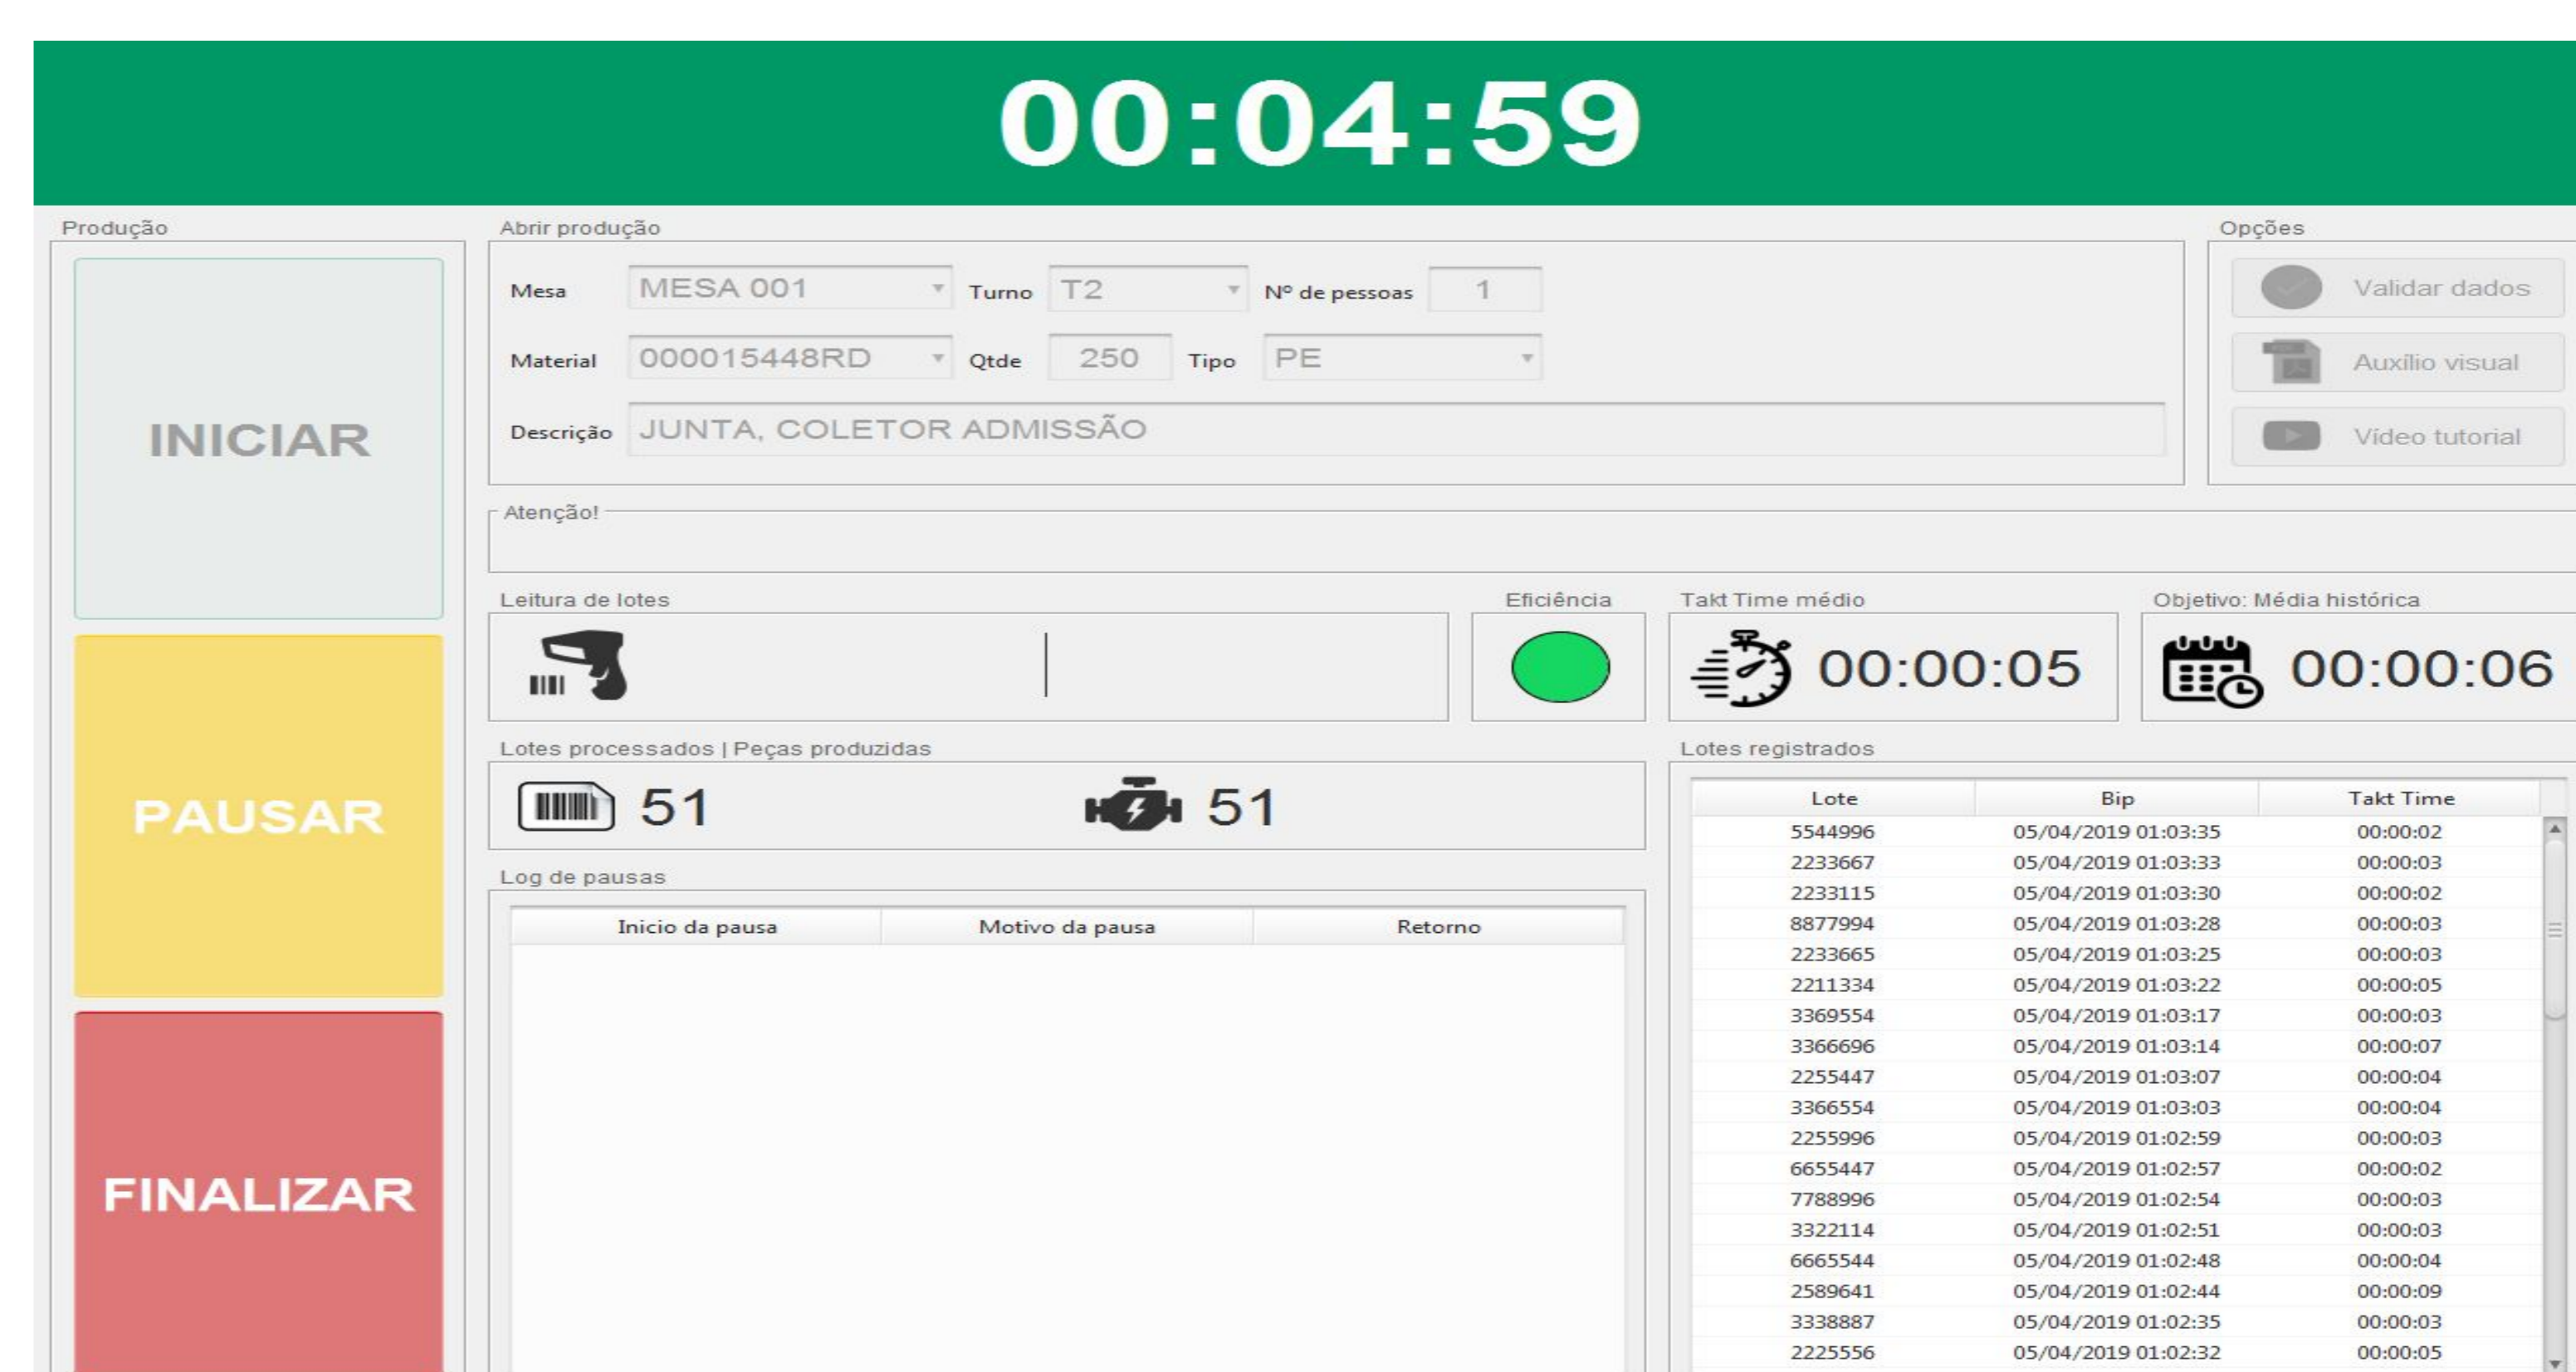 00:04:59
Produção
INICIAR
PAUSAR
FINALIZAR
Abrir produção
Mesa MESA 001 Turno T2 Nº de pessoas 1
Material 000015448RD Qtde 250 Tipo PE
Descrição JUNTA, COLETOR ADMISSÃO
Opções
Validar dados
Auxílio visual
Vídeo tutorial
Atenção!
Leitura de lotes
Eficiência
Takt Time médio
00:00:05
Objetivo: Média histórica
00:00:06
Lotes processados | Peças produzidas
51 51
Log de pausas
Inicio da pausa Motivo da pausa Retorno
Lotes registrados
Lote Bip Takt Time
5544996 05/04/2019 01:03:35 00:00:02
2233667 05/04/2019 01:03:33 00:00:03
2233115 05/04/2019 01:03:30 00:00:02
8877994 05/04/2019 01:03:28 00:00:03
2233665 05/04/2019 01:03:25 00:00:03
2211334 05/04/2019 01:03:22 00:00:05
3369554 05/04/2019 01:03:17 00:00:03
3366696 05/04/2019 01:03:14 00:00:07
2255447 05/04/2019 01:03:07 00:00:04
3366554 05/04/2019 01:03:03 00:00:04
2255996 05/04/2019 01:02:59 00:00:03
6655447 05/04/2019 01:02:57 00:00:02
7788996 05/04/2019 01:02:54 00:00:03
3322114 05/04/2019 01:02:51 00:00:03
6665544 05/04/2019 01:02:48 00:00:04
2589641 05/04/2019 01:02:44 00:00:09
3338887 05/04/2019 01:02:35 00:00:03
2225556 05/04/2019 01:02:32 00:00:05